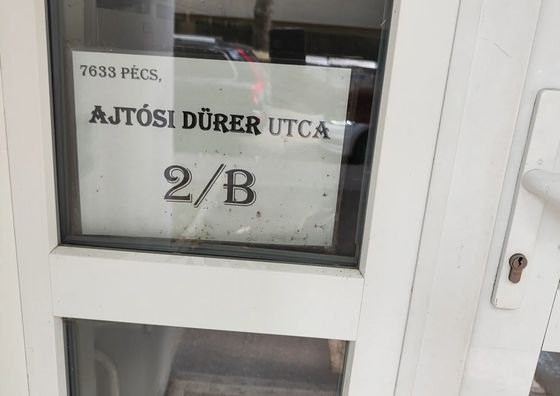 7633 PÉCS,
AJTÓSI DÜRER UTCA
2/B